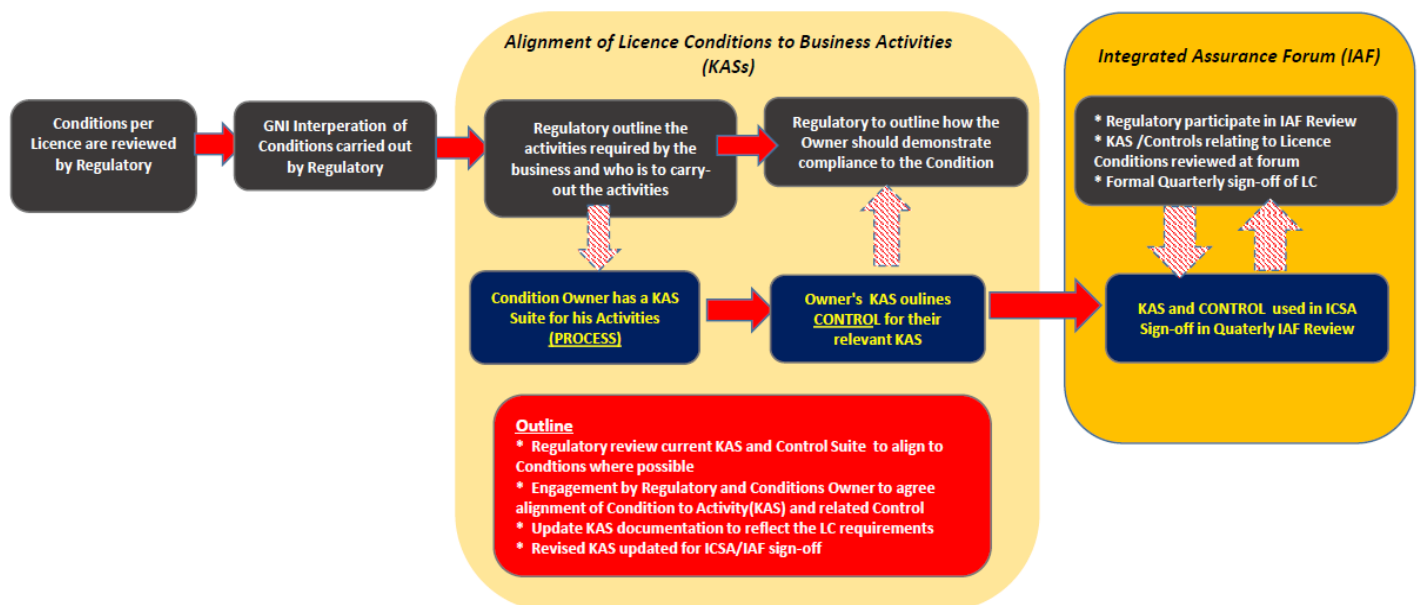 Alignment of Licence Conditions to Business Activities
(KASs)
Integrated Assurance Forum (IAF)
Conditions per
Licence are reviewed
by Regulatory
GNI Interperation of
Conditions carried out
by Regulatory
Regulatory outline the
activities required by the
business and who is to carry-
out the activities
Regulatory to outline how the
Owner should demonstrate
compliance to the Condition
* Regulatory participate in IAF Review
* KAS /Controls relating to Licence
Conditions reviewed at forum
* Formal Quarterly sign-off of LC
Condition Owner has a KAS
Suite for his Activities
(PROCESS)
Owner's KAS oulines
CONTROL for their
relevant KAS
KAS and CONTROL used in ICSA
Sign-off in Quaterly IAF Review
Outline
* Regulatory review current KAS and Control Suite to align to
Condtions where possible
* Engagement by Regulatory and Conditions Owner to agree
alignment of Condition to Activity(KAS) and related Control
* Update KAS documentation to reflect the LC requirements
* Revised KAS updated for ICSA/IAF sign-off